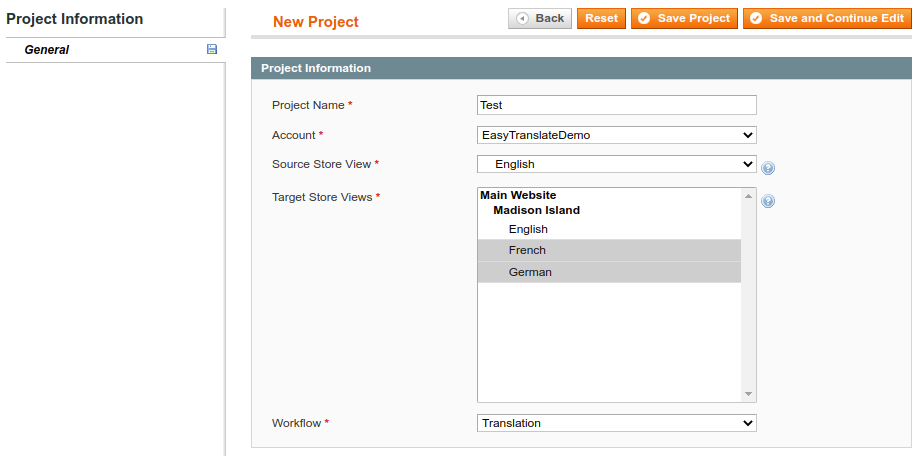 Project Information
General
New Project
Back
Reset
Save Project
Save and Continue Edit
Project Information
Project Name *
Test
Account *
EasyTranslateDemo
Source Store View *
English
Target Store Views *
Main Website
Madison Island
English
French
German
Workflow *
Translation